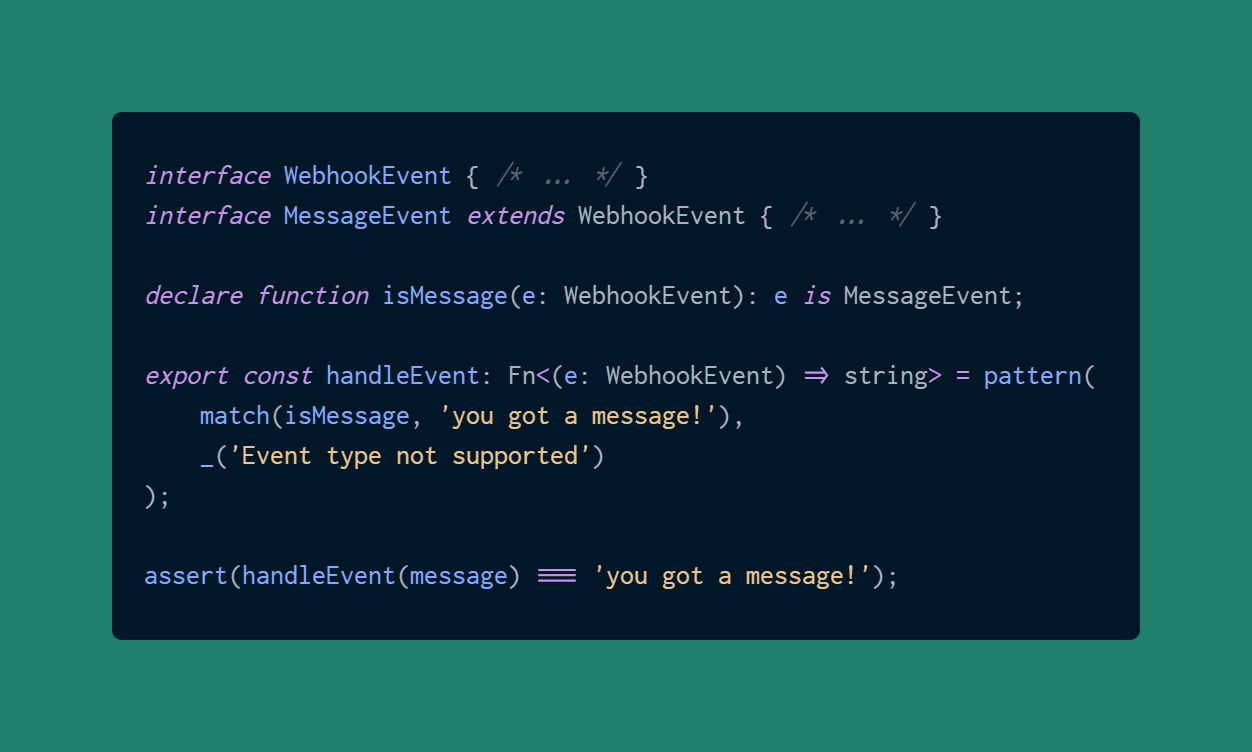 interface WebhookEvent { /* ... */ }
interface MessageEvent extends WebhookEvent { /* ... */ }
declare function isMessage(e: WebhookEvent): e is MessageEvent;
export const handleEvent: Fn<(e: WebhookEvent) => string> = pattern(
    match(isMessage, 'you got a message!'),
    _('Event type not supported')
);
assert(handleEvent(message) === 'you got a message!');